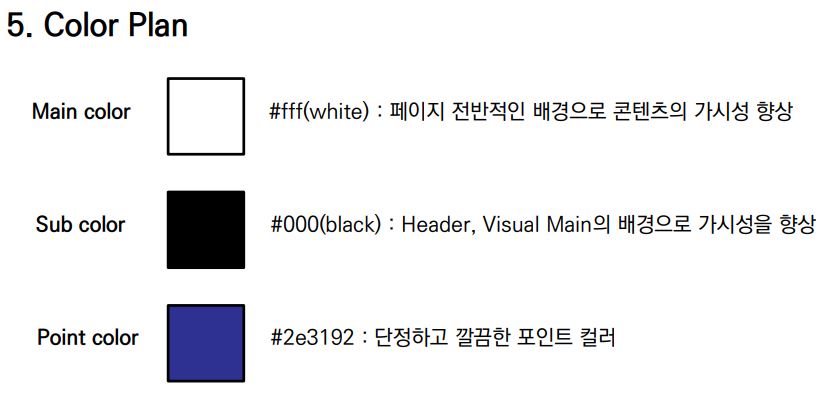 5. Color Plan
Main color #fff(white) : 페이지 전반적인 배경으로 콘텐츠의 가시성 향상
Sub color #000(black) : Header, Visual Main의 배경으로 가시성을 향상
Point color #2e3192 : 단정하고 깔끔한 포인트 컬러